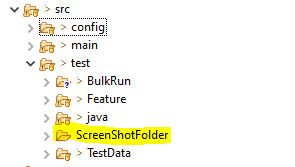 > src
> config
> main
> test
> BulkRun
> Feature
> java
ScreenShotFolder
> TestData